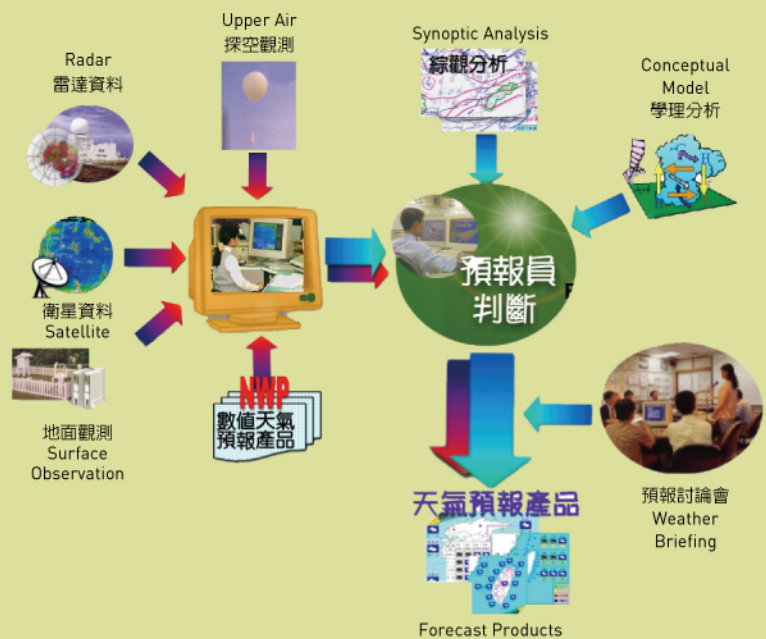 Upper Air
探空觀測
Synoptic Analysis
綜觀分析
Radar
雷達資料
Conceptual
Model
學理分析
預報員
判斷
衛星資料
Satellite
NWP
數值天氣
預報產品
地面觀測
Surface
Observation
天氣預報產品
預報討論會
Weather
Briefing
Forecast Products